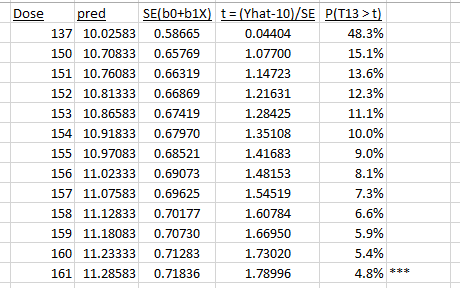 Dose pred SE(b0+b1X) t = (Yhat-10)/SE P(T13 > t)
137 10.02583 0.58665 0.04404 48.3%
150 10.70833 0.65769 1.07700 15.1%
151 10.76083 0.66319 1.14723 13.6%
152 10.81333 0.66869 1.21631 12.3%
153 10.86583 0.67419 1.28425 11.1%
154 10.91833 0.67970 1.35108 10.0%
155 10.97083 0.68521 1.41683 9.0%
156 11.02333 0.69073 1.48153 8.1%
157 11.07583 0.69625 1.54519 7.3%
158 11.12833 0.70177 1.60784 6.6%
159 11.18083 0.70730 1.66950 5.9%
160 11.23333 0.71283 1.73020 5.4%
161 11.28583 0.71836 1.78996 4.8% ***